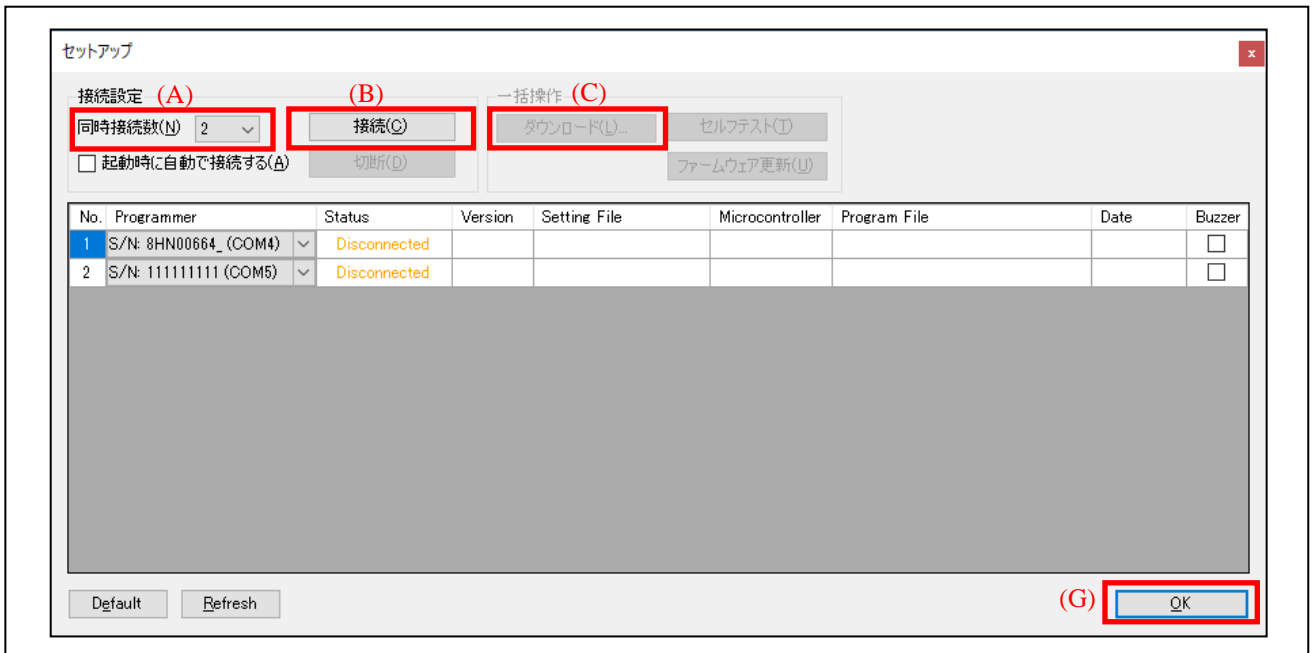 セットアップ
x
接続設定 (A) (B) 一括操作 (C)
同時接続数(N) 2 接続(C) ダウンロード(L)... セルフテスト(T)
起動時に自動で接続する(A) 切断(D) ファームウェア更新(U)
No. Programmer Status Version Setting File Microcontroller Program File Date Buzzer
1 S/N: 8HN00664_ (COM4) Disconnected
2 S/N: 111111111 (COM5) Disconnected
Default Refresh (G) OK